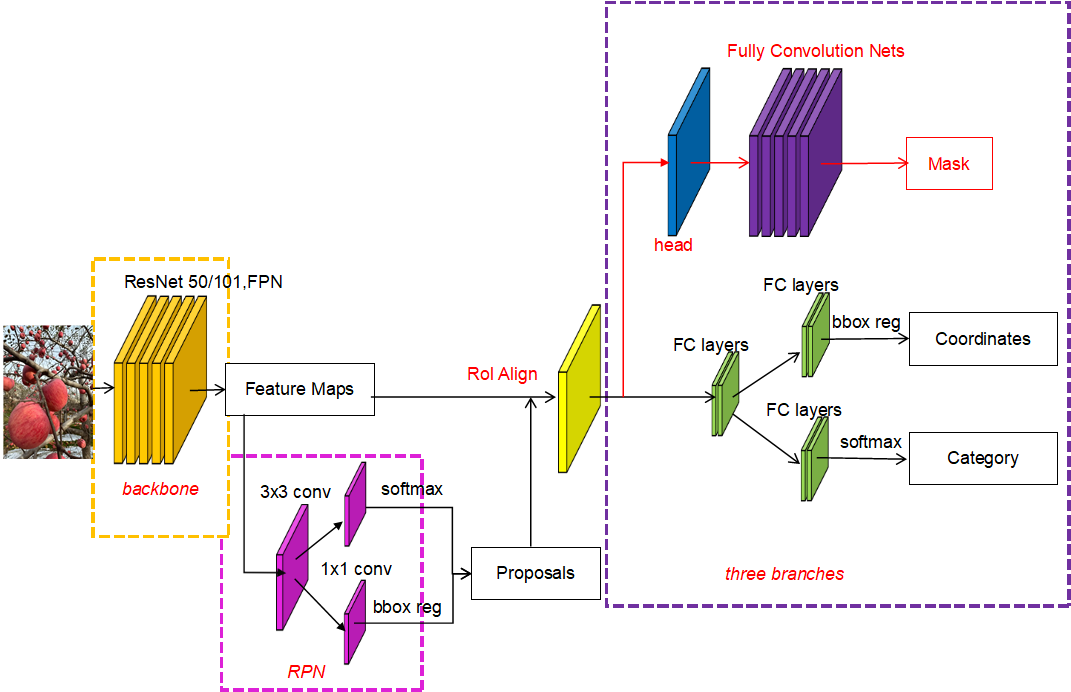 Fully Convolution Nets
Mask
head
ResNet 50/101,FPN
FC layers
bbox reg
Coordinates
FC layers
RoI Align
Feature Maps
FC layers
softmax
Category
backbone
3x3 conv
softmax
1x1 conv
Proposals
three branches
bbox reg
RPN